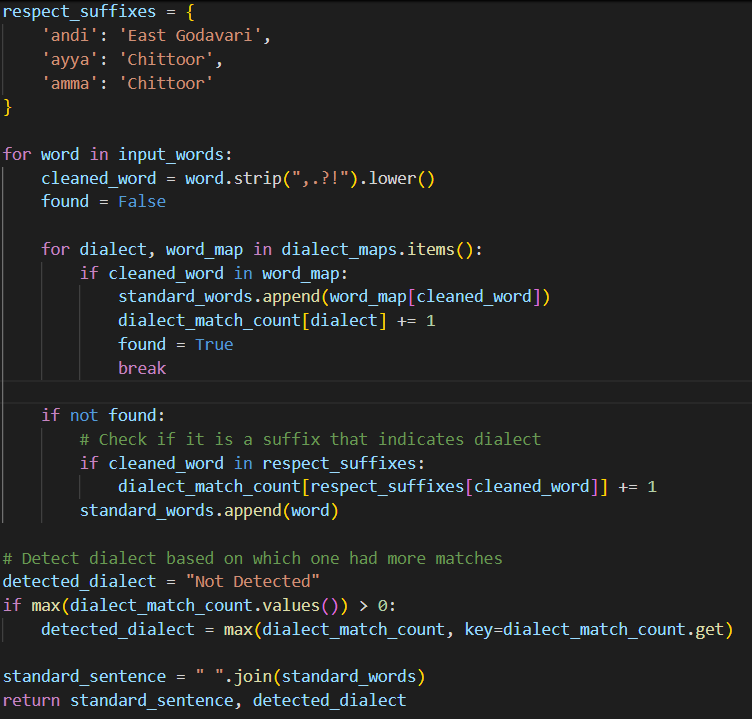 respect_suffixes = {
    'andi': 'East Godavari',
    'ayya': 'Chittoor',
    'amma': 'Chittoor'
}

for word in input_words:
    cleaned_word = word.strip(",.?!").lower()
    found = False

    for dialect, word_map in dialect_maps.items():
        if cleaned_word in word_map:
            standard_words.append(word_map[cleaned_word])
            dialect_match_count[dialect] += 1
            found = True
            break

    if not found:
        # Check if it is a suffix that indicates dialect
        if cleaned_word in respect_suffixes:
            dialect_match_count[respect_suffixes[cleaned_word]] += 1
        standard_words.append(word)

# Detect dialect based on which one had more matches
detected_dialect = "Not Detected"
if max(dialect_match_count.values()) > 0:
    detected_dialect = max(dialect_match_count, key=dialect_match_count.get)

standard_sentence = " ".join(standard_words)
return standard_sentence, detected_dialect